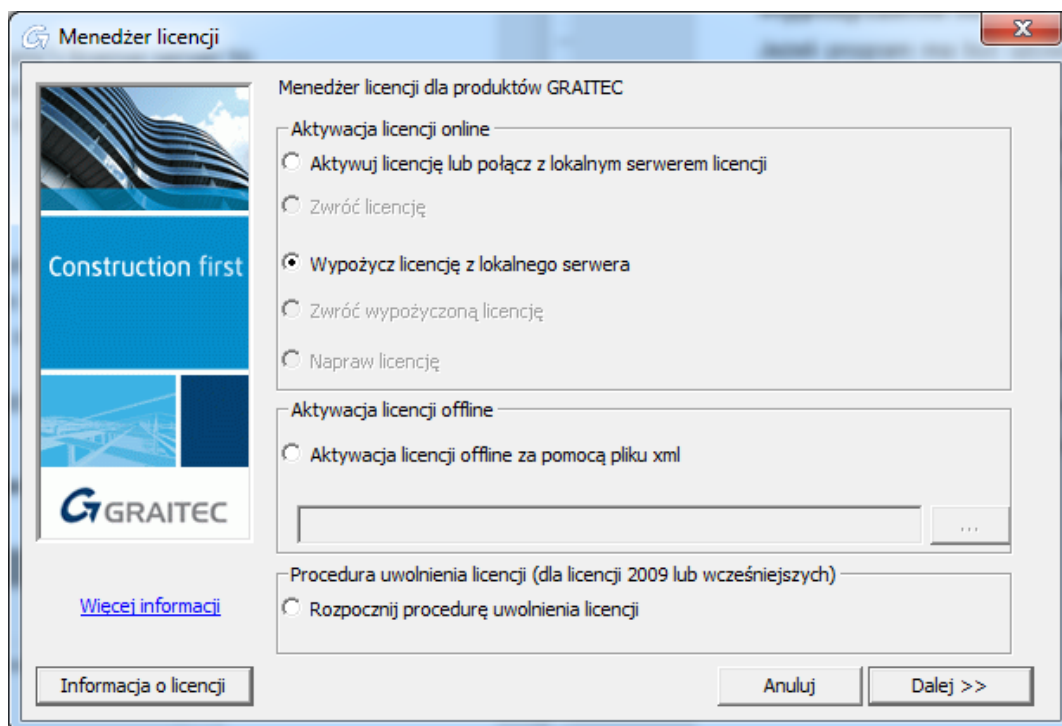 Menedżer licencji
Menedżer licencji dla produktów GRAITEC
Aktywacja licencji online
Aktywuj licencję lub połącz z lokalnym serwerem licencji
Zwróć licencję
Wypożycz licencję z lokalnego serwera
Zwróć wypożyczoną licencję
Napraw licencję
Aktywacja licencji offline
Aktywacja licencji offline za pomocą pliku xml
...
Procedura uwolnienia licencji (dla licencji 2009 lub wcześniejszych)
Rozpocznij procedurę uwolnienia licencji
Construction first
GRAITEC
Więcej informacji
Informacja o licencji
Anuluj
Dalej >>